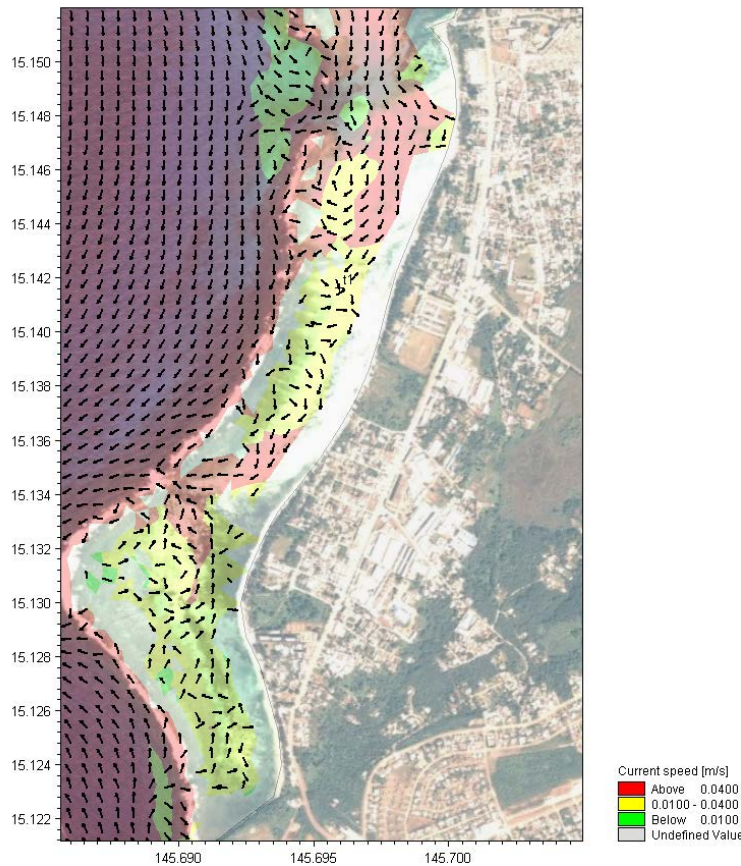 15.150
15.148
15.146
15.144
15.142
15.140
15.138
15.136
15.134
15.132
15.130
15.128
15.126
15.124
15.122
145.690 145.695 145.700
Current speed [m/s]
Above 0.0400
0.0100 - 0.0400
Below 0.0100
Undefined Value